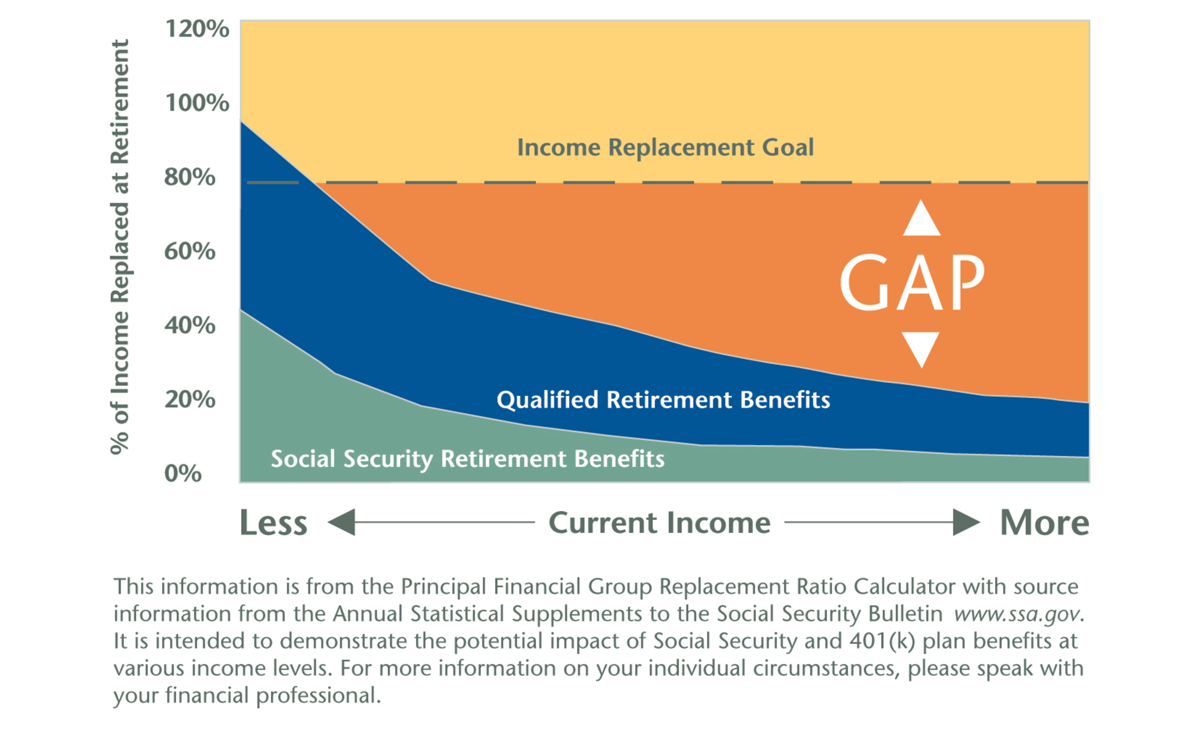 120%
100%
80%
60%
40%
20%
0%
% of Income Replaced at Retirement
Income Replacement Goal
GAP
Qualified Retirement Benefits
Social Security Retirement Benefits
Less
Current Income
More
This information is from the Principal Financial Group Replacement Ratio Calculator with source
information from the Annual Statistical Supplements to the Social Security Bulletin www.ssa.gov.
It is intended to demonstrate the potential impact of Social Security and 401(k) plan benefits at
various income levels. For more information on your individual circumstances, please speak with
your financial professional.